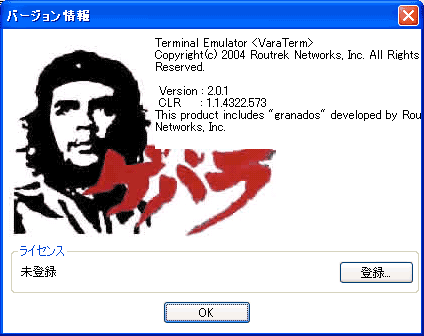 バージョン情報
Terminal Emulator <VaraTerm>
Copyright(c) 2004 Routrek Networks, Inc. All Rights
Reserved.
Version : 2.0.1
CLR : 1.1.4322.573
This product includes "granados" developed by Rou
Networks, Inc.
ゲバラ
ライセンス
未登録
登録...
OK